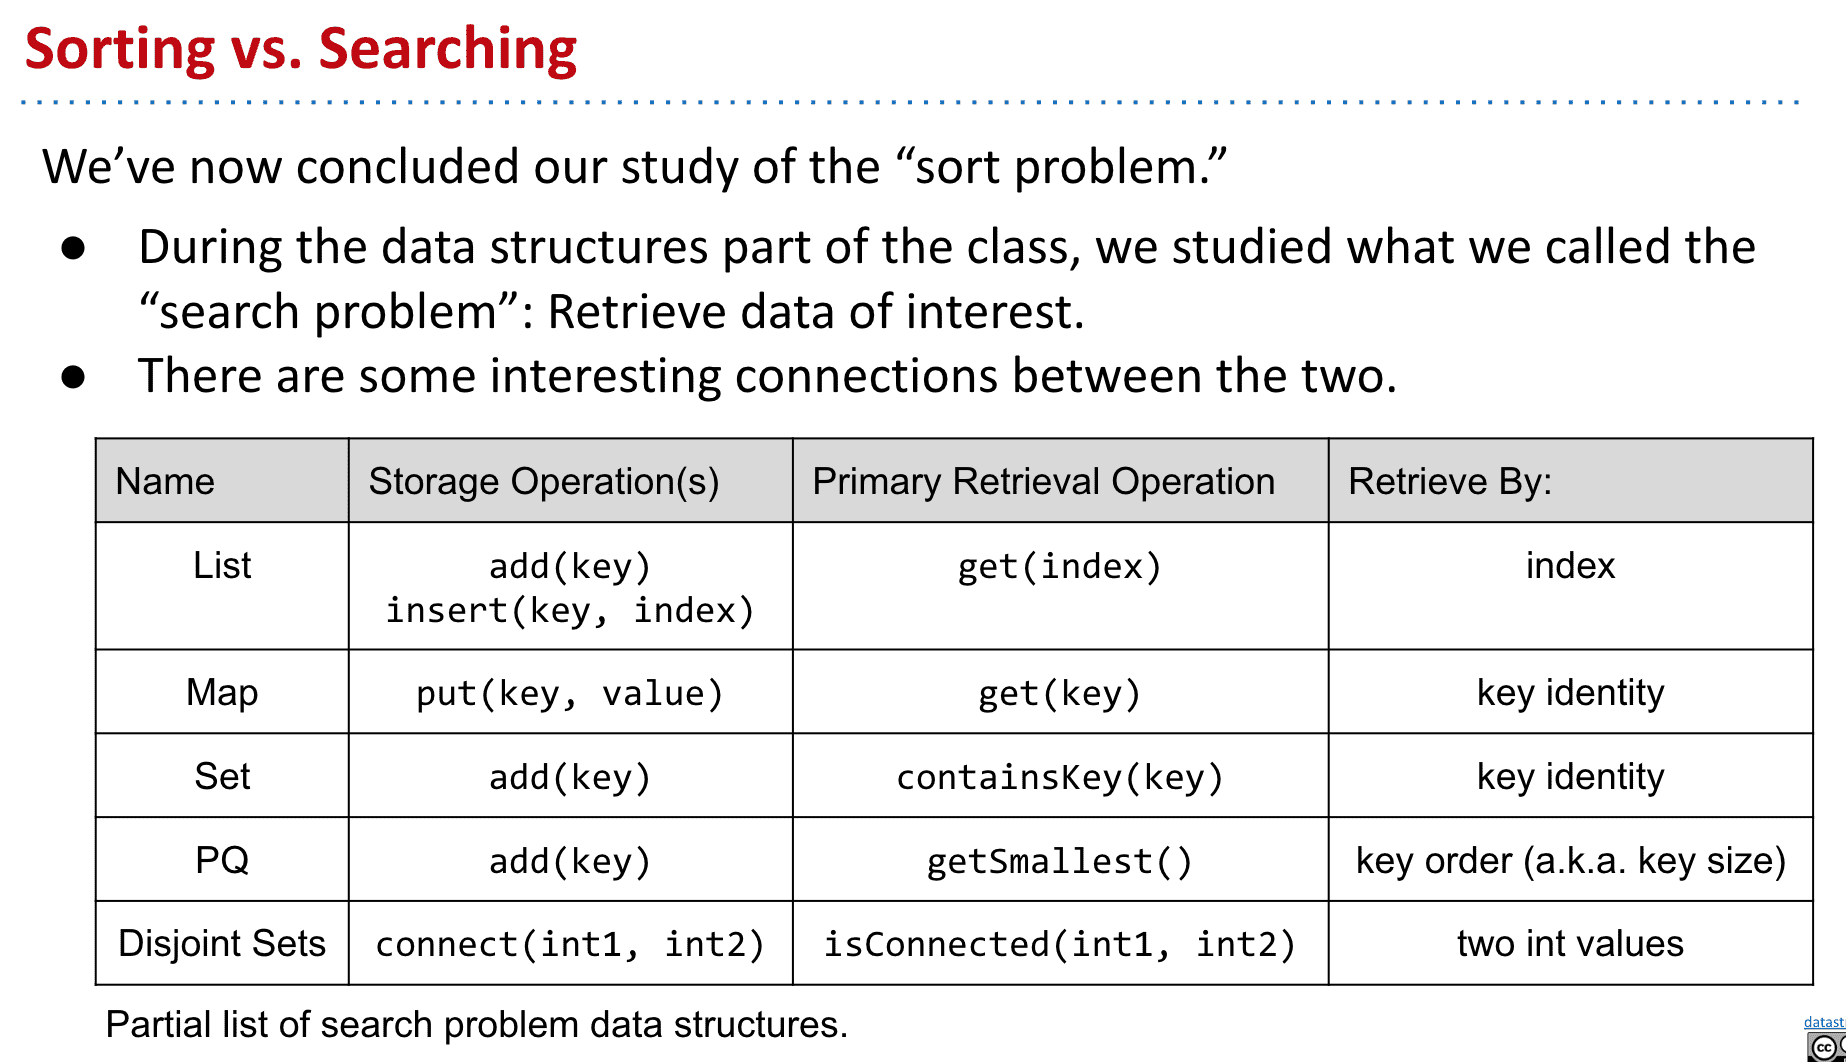 Sorting vs. Searching
We’ve now concluded our study of the “sort problem.”
● During the data structures part of the class, we studied what we called the
“search problem”: Retrieve data of interest.
● There are some interesting connections between the two.
Name Storage Operation(s) Primary Retrieval Operation Retrieve By:
List add(key) get(index) index
insert(key, index)
Map put(key, value) get(key) key identity
Set add(key) containsKey(key) key identity
PQ add(key) getSmallest() key order (a.k.a. key size)
Disjoint Sets connect(int1, int2) isConnected(int1, int2) two int values
Partial list of search problem data structures.
cc